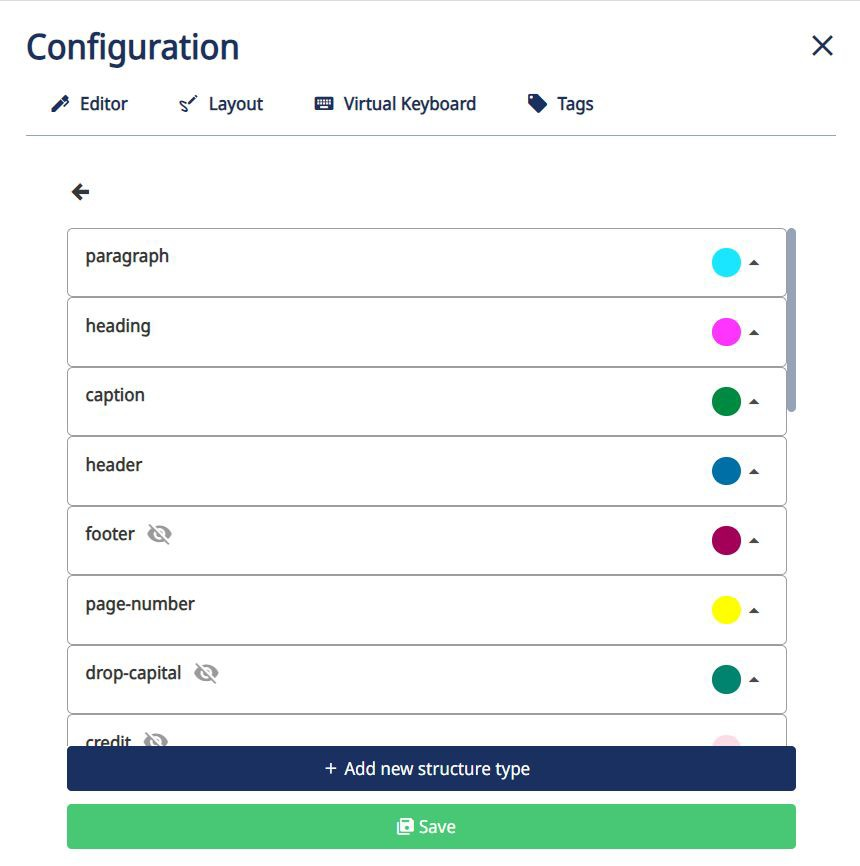 Configuration
Editor Layout Virtual Keyboard Tags
paragraph
heading
caption
header
footer
page-number
drop-capital
credit
+ Add new structure type
Save